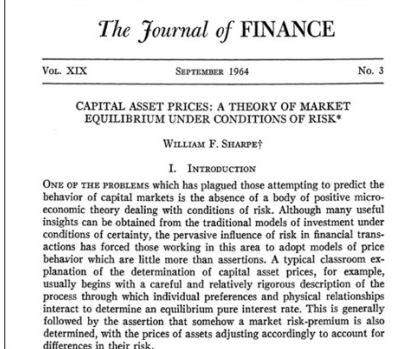 The Journal of FINANCE
VOL. XIX SEPTEMBER 1964 No. 3
CAPITAL ASSET PRICES: A THEORY OF MARKET
EQUILIBRIUM UNDER CONDITIONS OF RISK*
WILLIAM F. SHARPE†
I. INTRODUCTION
ONE OF THE PROBLEMS which has plagued those attempting to predict the
behavior of capital markets is the absence of a body of positive micro-
economic theory dealing with conditions of risk. Although many useful
insights can be obtained from the traditional models of investment under
conditions of certainty, the pervasive influence of risk in financial trans-
actions has forced those working in this area to adopt models of price
behavior which are little more than assertions. A typical classroom ex-
planation of the determination of capital asset prices, for example,
usually begins with a careful and relatively rigorous description of the
process through which individual preferences and physical relationships
interact to determine an equilibrium pure interest rate. This is generally
followed by the assertion that somehow a market risk-premium is also
determined, with the prices of assets adjusting accordingly to account for
differences in their risk.